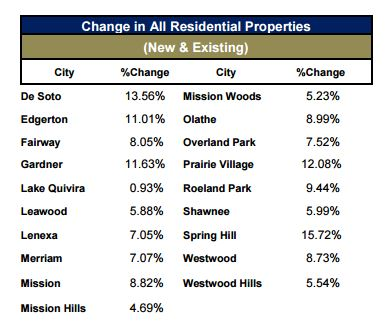 Change in All Residential Properties
(New & Existing)
City %Change City %Change
De Soto 13.56% Mission Woods 5.23%
Edgerton 11.01% Olathe 8.99%
Fairway 8.05% Overland Park 7.52%
Gardner 11.63% Prairie Village 12.08%
Lake Quivira 0.93% Roeland Park 9.44%
Leawood 5.88% Shawnee 5.99%
Lenexa 7.05% Spring Hill 15.72%
Merriam 7.07% Westwood 8.73%
Mission 8.82% Westwood Hills 5.54%
Mission Hills 4.69%